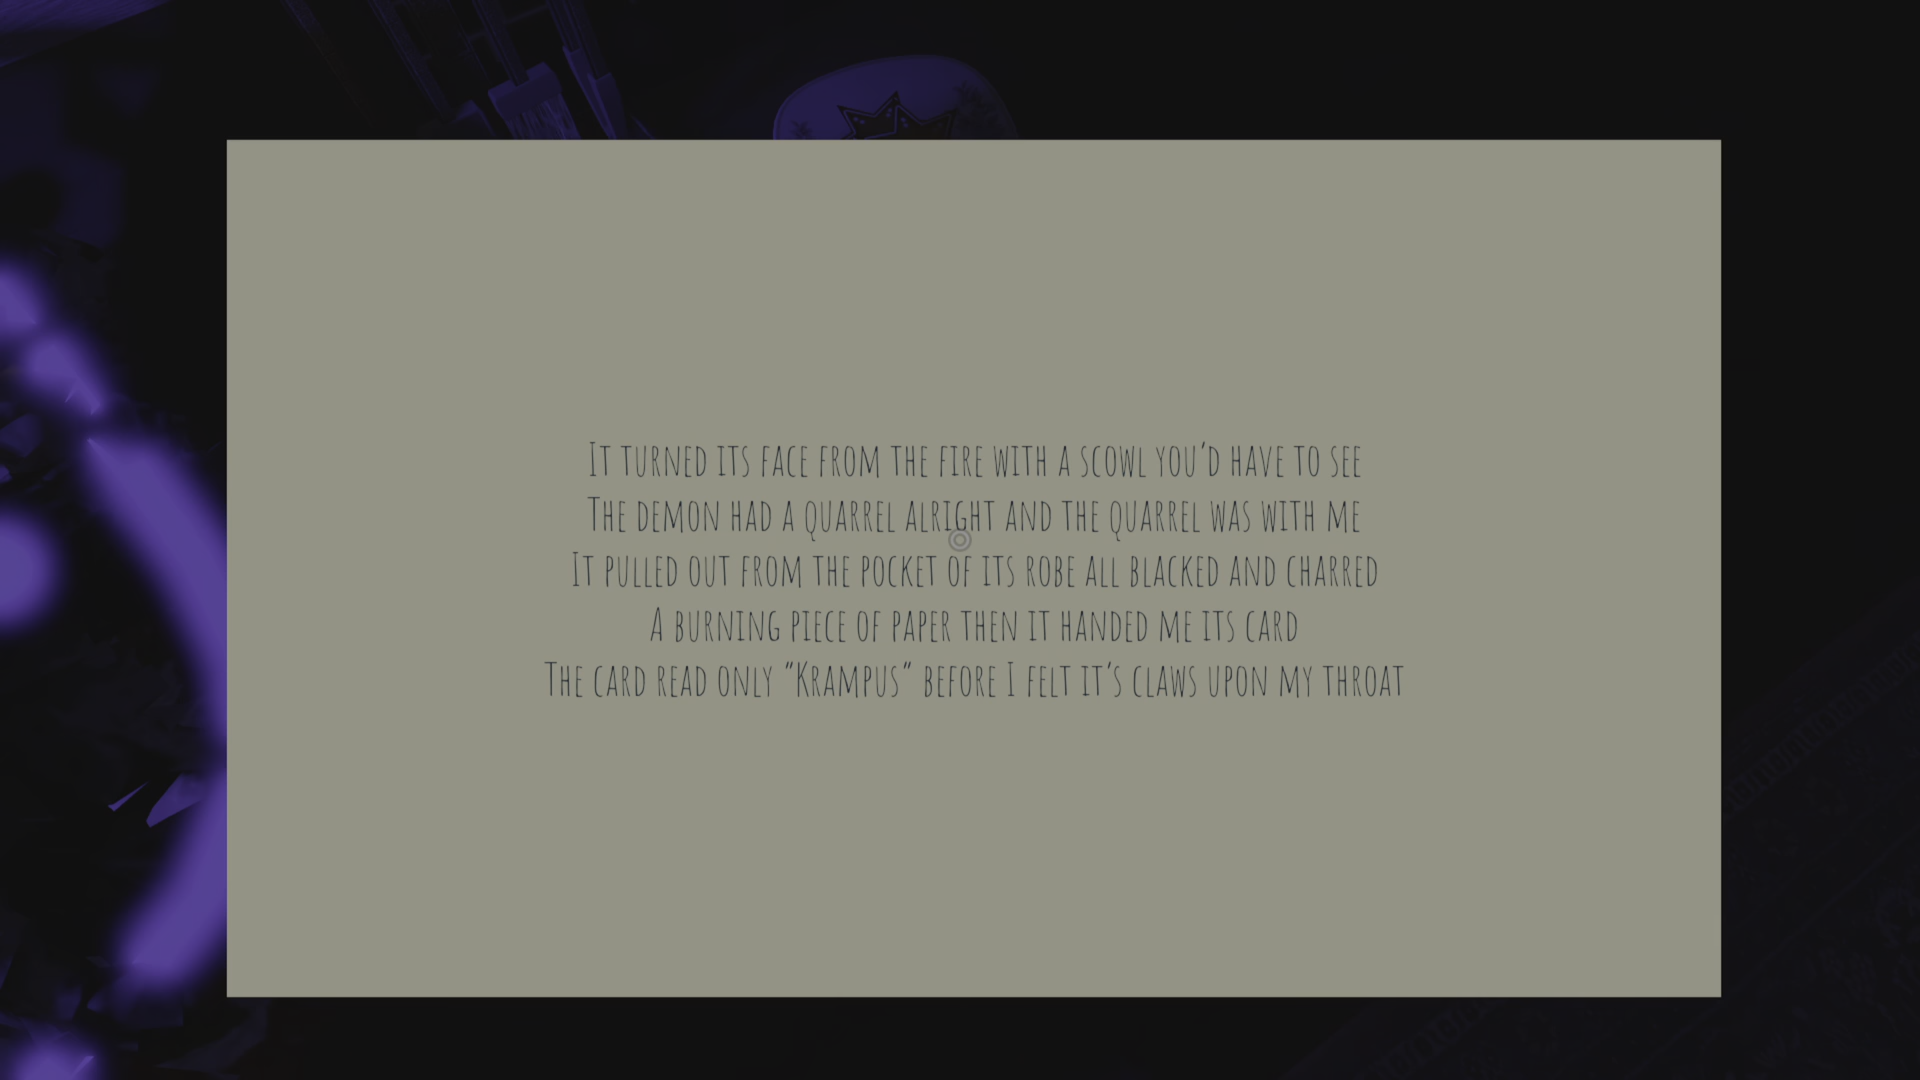 It turned its face from the fire with a scowl you'd have to see
The demon had a quarrel alright and the quarrel was with me
It pulled out from the pocket of its robe all blacked and charred
A burning piece of paper then it handed me its card
The card read only "Krampus" before I felt it's claws upon my throat